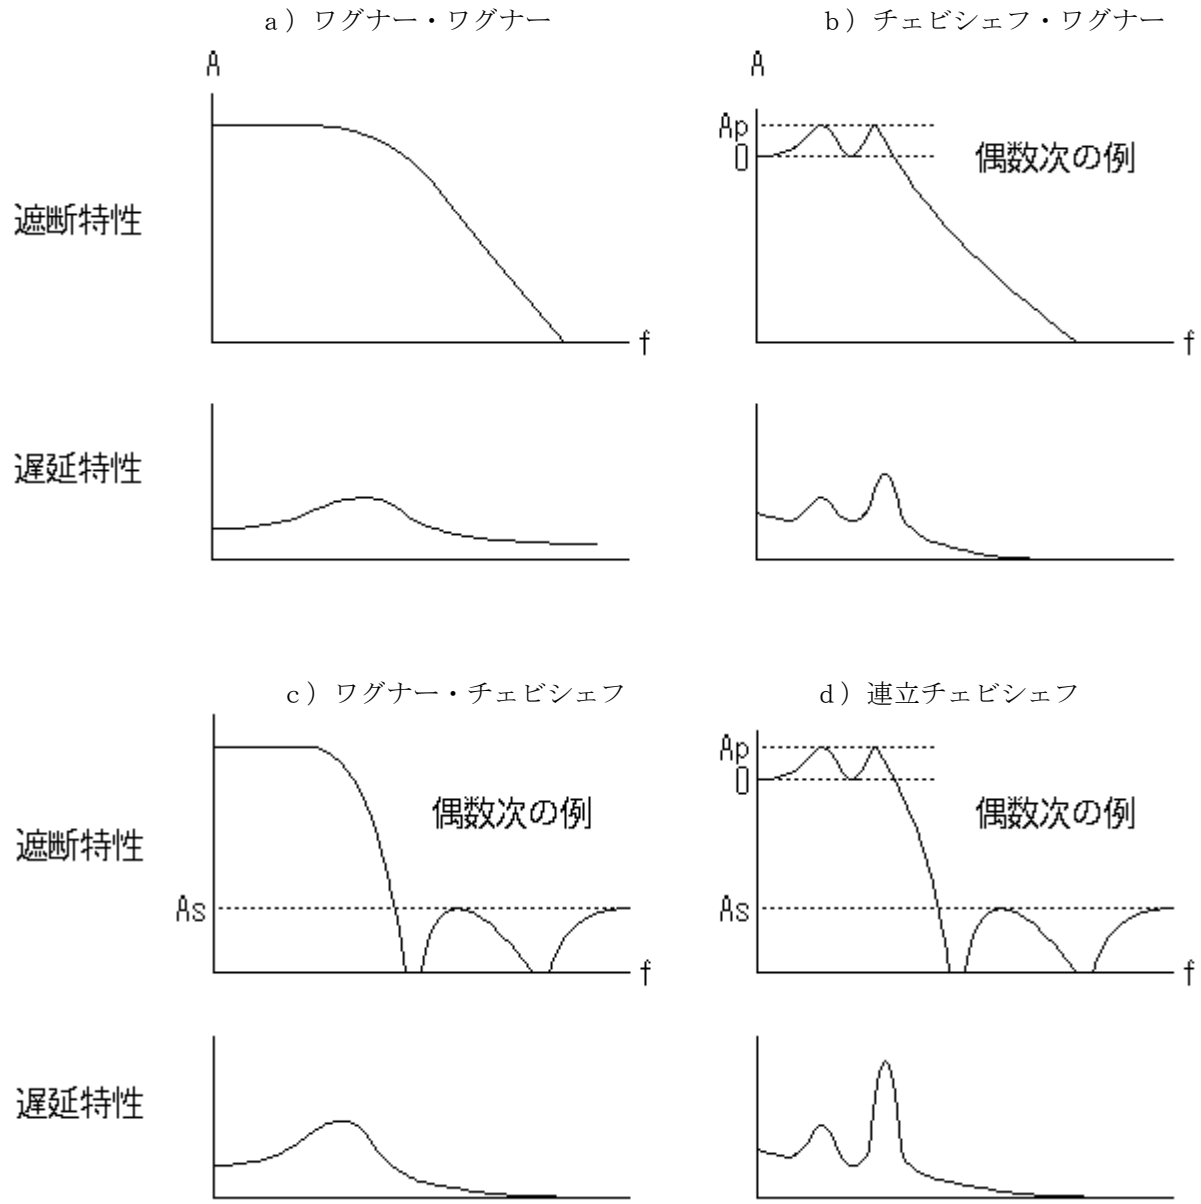 a）ワグナー・ワグナー
b）チェビシェフ・ワグナー
A
A
Ap
0
偶数次の例
遮断特性
f
f
遅延特性
c）ワグナー・チェビシェフ
d）連立チェビシェフ
Ap
0
偶数次の例
偶数次の例
遮断特性
As
As
f
f
遅延特性